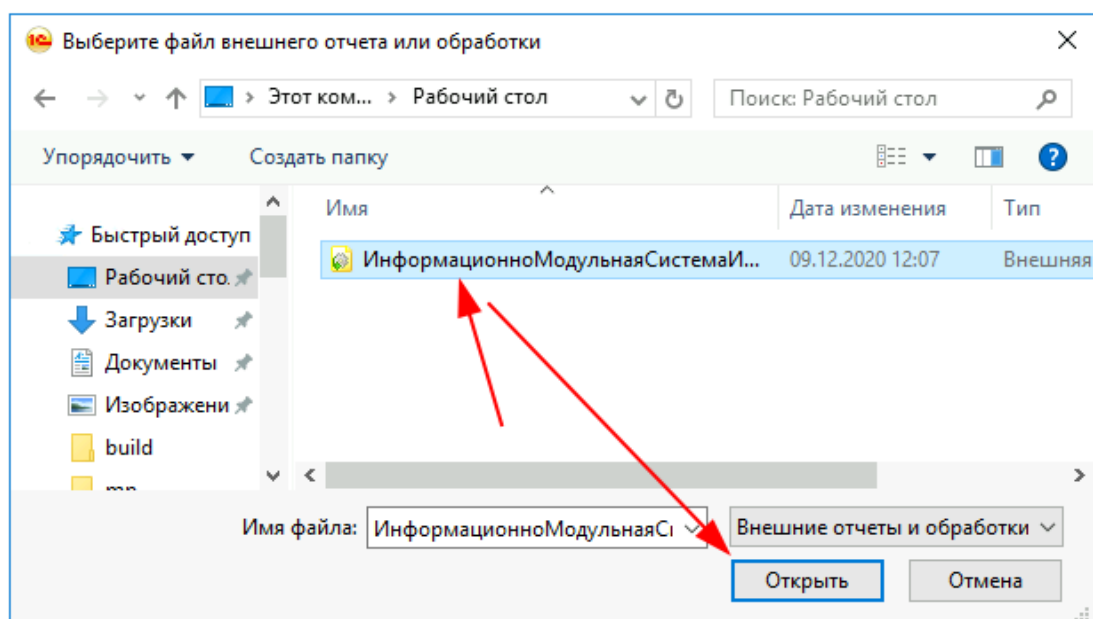 1С Выберите файл внешнего отчета или обработки
Этот ком... Рабочий стол Поиск: Рабочий стол
Упорядочить Создать папку ?
Имя Дата изменения Тип
Быстрый доступ
ИнформационноМодульнаяСистемаИ... 09.12.2020 12:07 Внешняя
Рабочий сто.
Загрузки
Документы
Изображени
build
Имя файла: ИнформационноМодульнаяСи Внешние отчеты и обработки
Открыть Отмена